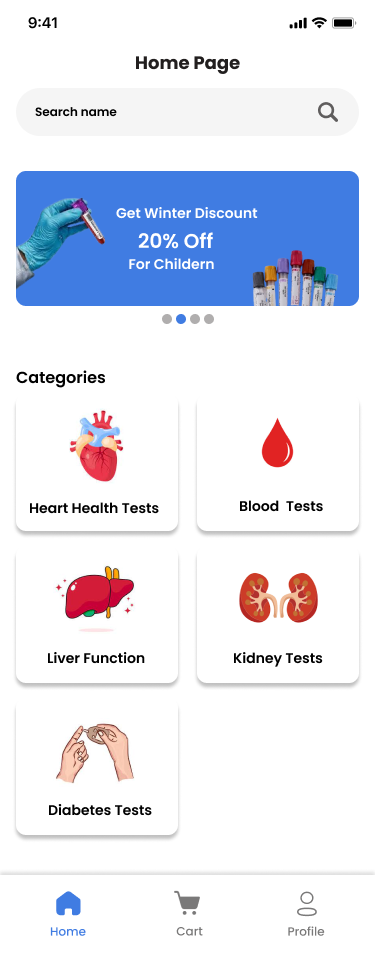 9:41
Home Page
Search name
Get Winter Discount
20% Off
For Childern
Categories
Heart Health Tests
Blood Tests
Liver Function
Kidney Tests
Diabetes Tests
Home
Cart
Profile